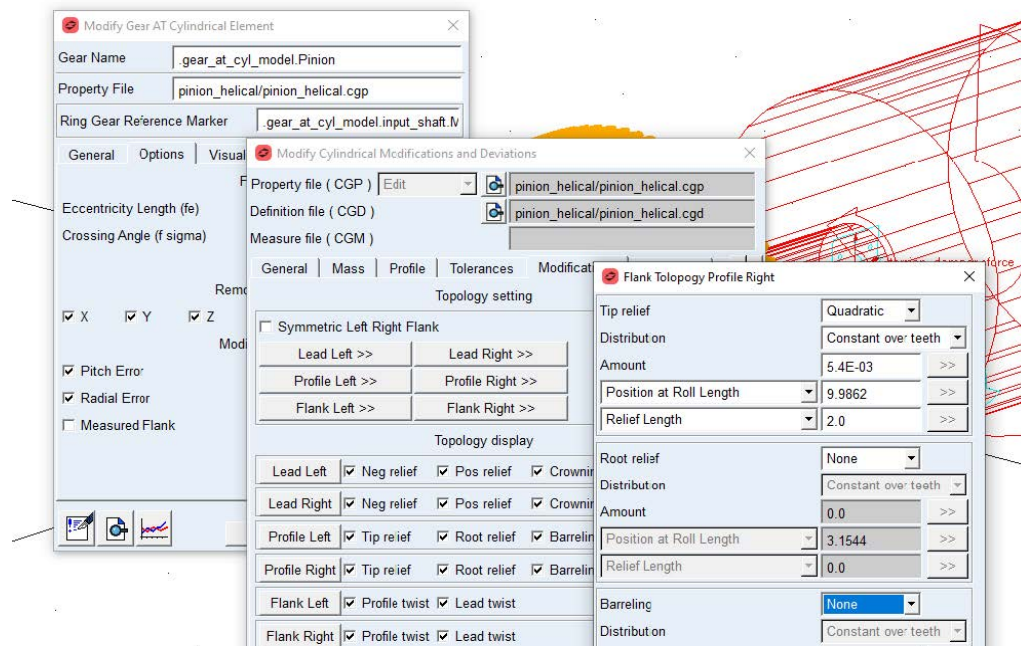 Modify Gear AT Cylindrical Element
Gear Name .gear_at_cyl_model.Pinion
Property File pinion_helical/pinion_helical.cgp
Ring Gear Reference Marker .gear_at_cyl_model.input_shaft.M
General Options Visual
Eccentricity Length (fe)
Crossing Angle (f sigma)
Remo
X Y Z
Modi
Pitch Error
Radial Error
Measured Flank
Modify Cylindrical Modifications and Deviations
Property file ( CGP ) Edit pinion_helical/pinion_helical.cgp
Definition file ( CGD ) pinion_helical/pinion_helical.cgd
Measure file ( CGM )
General Mass Profile Tolerances Modificat
Topology setting
Symmetric Left Right Flank
Lead Left >> Lead Right >>
Profile Left >> Profile Right >>
Flank Left >> Flank Right >>
Topology display
Lead Left Neg relief Pos relief Crownin
Lead Right Neg relief Pos relief Crownin
Profile Left Tip relief Root relief Barrelin
Profile Right Tip relief Root relief Barrelin
Flank Left Profile twist Lead twist
Flank Right Profile twist Lead twist
Flank Tolopogy Profile Right
Tip relief Quadratic
Distribution Constant over teeth
Amount 5.4E-03 >>
Position at Roll Length 9.9862 >>
Relief Length 2.0 >>
Root relief None
Distribution Constant over teeth
Amount 0.0 >>
Position at Roll Length 3.1544 >>
Relief Length 0.0 >>
Barreling None
Distribution Constant over teeth